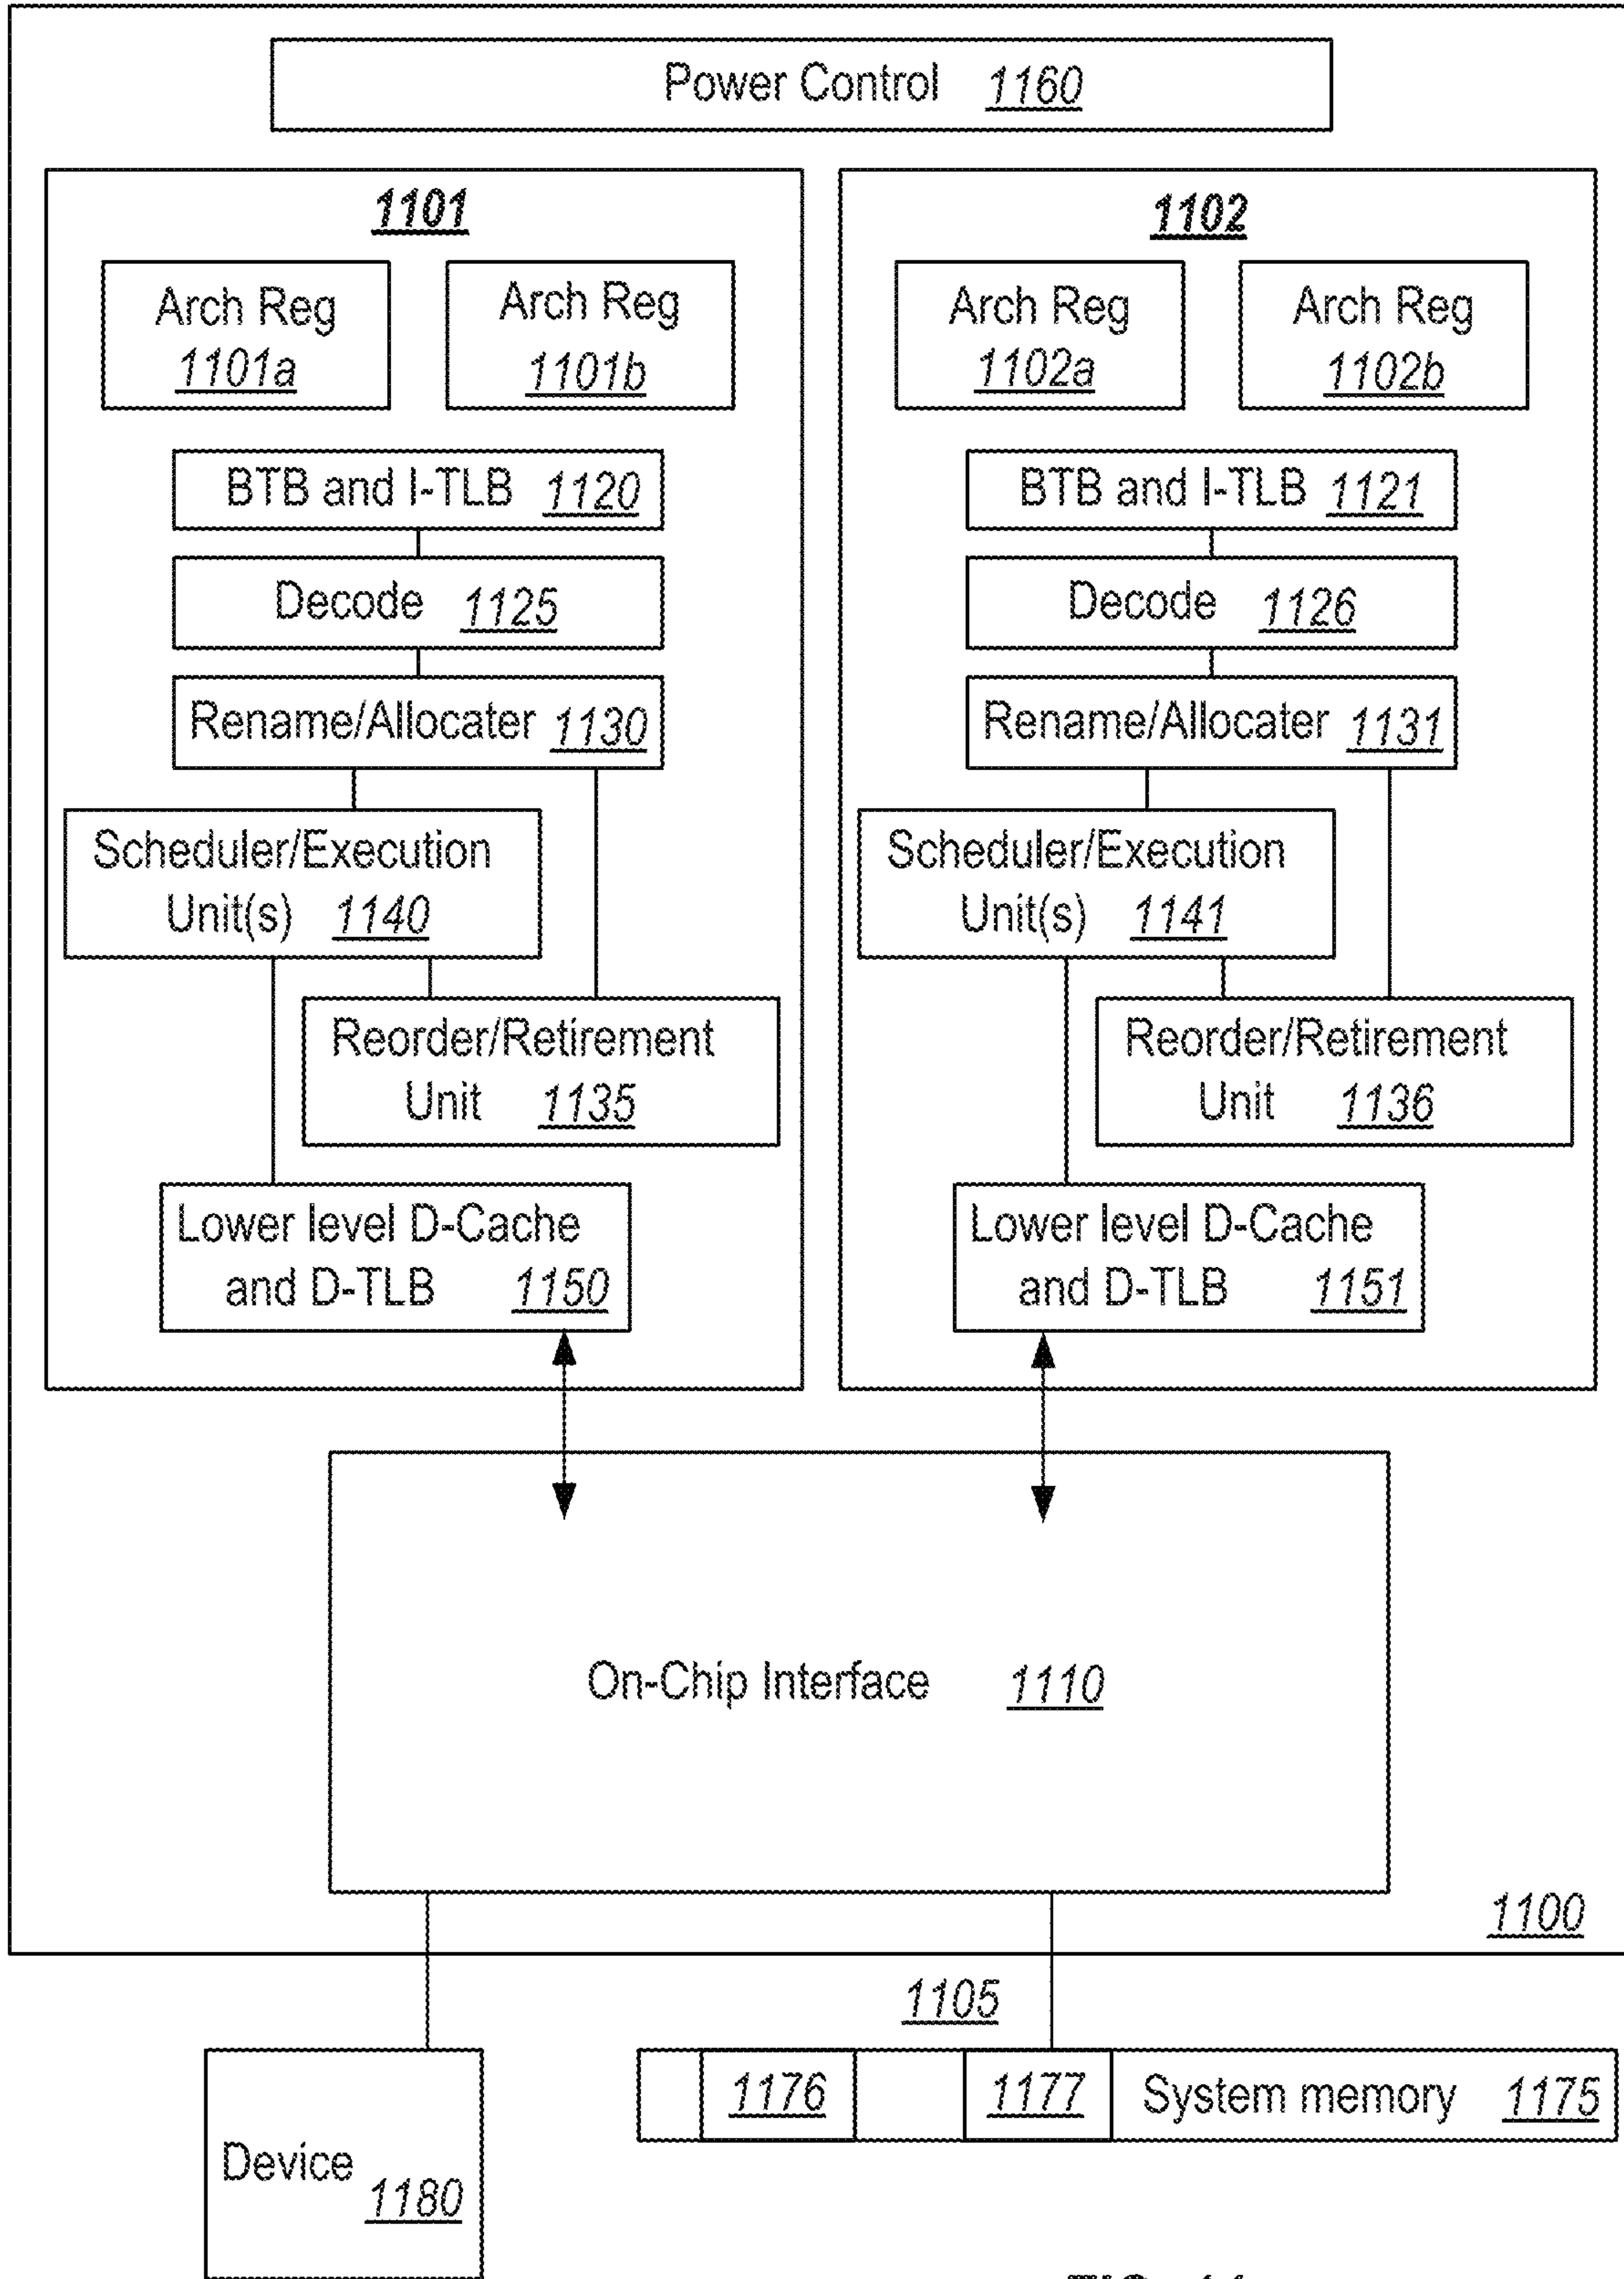 Power Control 1160
1101
Arch Reg
1101a
Arch Reg
1101b
BTB and I-TLB 1120
Decode 1125
Rename/Allocater 1130
Scheduler/Execution
Unit(s) 1140
Reorder/Retirement
Unit 1135
Lower level D-Cache
and D-TLB 1150
1102
Arch Reg
1102a
Arch Reg
1102b
BTB and I-TLB 1121
Decode 1126
Rename/Allocater 1131
Scheduler/Execution
Unit(s) 1141
Reorder/Retirement
Unit 1136
Lower level D-Cache
and D-TLB 1151
On-Chip Interface 1110
1100
1105
1176
1177
System memory 1175
Device 1180